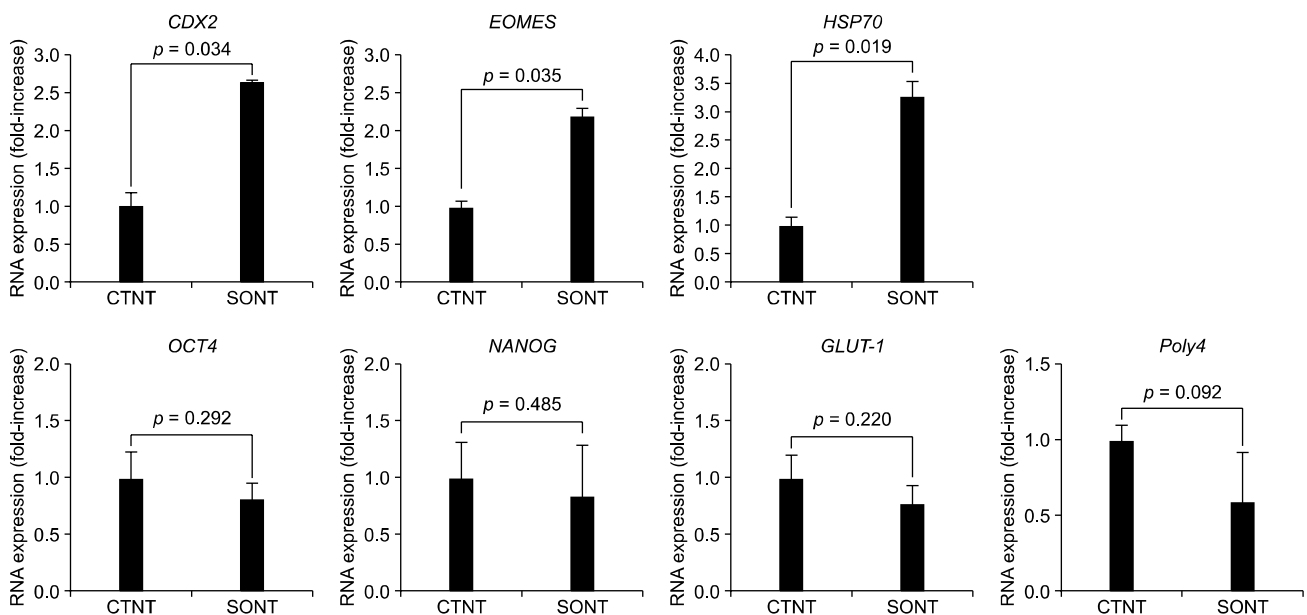 CDX2
RNA expression (fold-increase)
3.0
2.5
2.0
1.5
1.0
0.5
0.0
p = 0.034
CTNT SONT
EOMES
RNA expression (fold-increase)
3.0
2.5
2.0
1.5
1.0
0.5
0.0
p = 0.035
CTNT SONT
HSP70
RNA expression (fold-increase)
4.0
3.5
3.0
2.5
2.0
1.5
1.0
0.5
0.0
p = 0.019
CTNT SONT
OCT4
RNA expression (fold-increase)
2.0
1.5
1.0
0.5
0.0
p = 0.292
CTNT SONT
NANOG
RNA expression (fold-increase)
2.0
1.5
1.0
0.5
0.0
p = 0.485
CTNT SONT
GLUT-1
RNA expression (fold-increase)
2.0
1.5
1.0
0.5
0.0
p = 0.220
CTNT SONT
Poly4
RNA expression (fold-increase)
1.5
1.0
0.5
0.0
p = 0.092
CTNT SONT